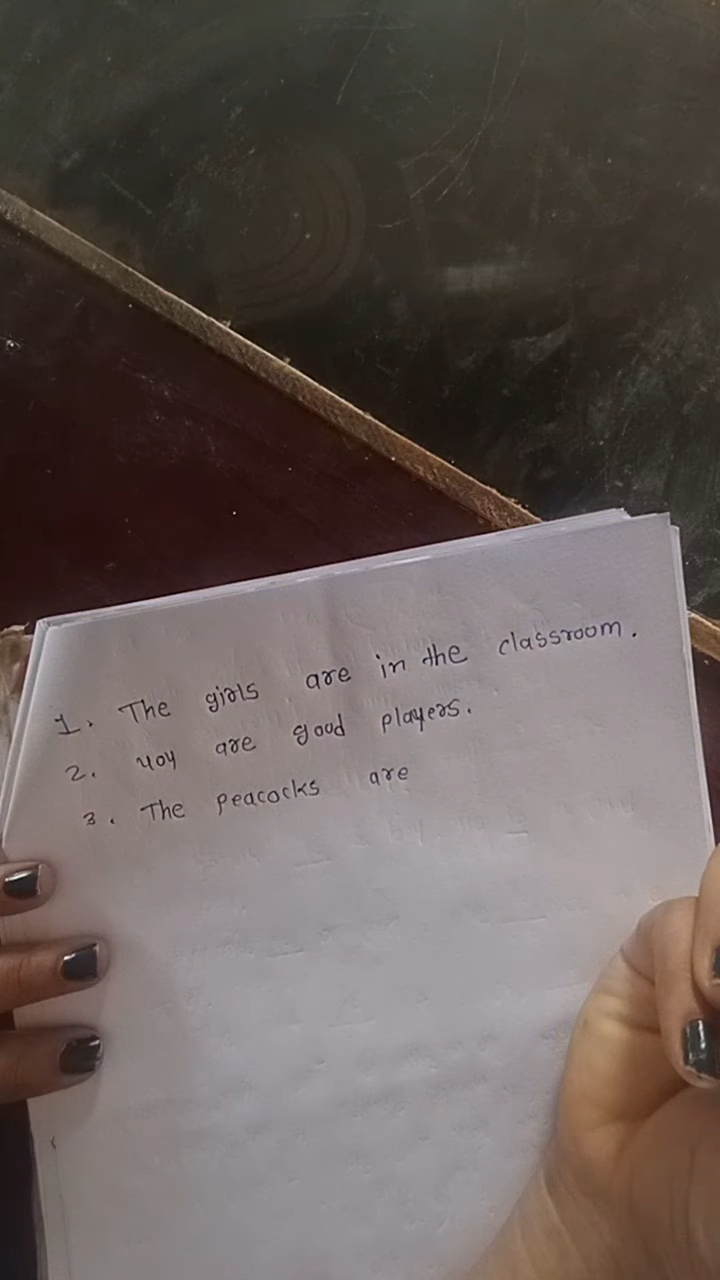 1. The girls are in the classroom.
2. you are good players.
3. The peacocks are